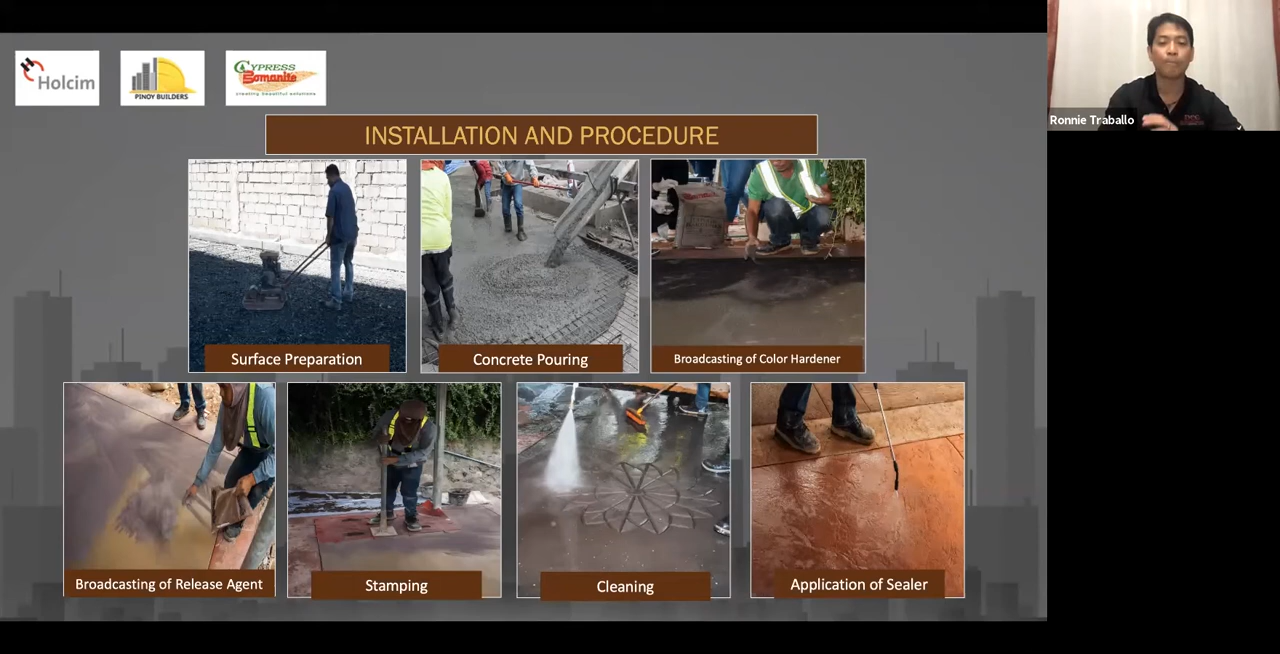 Holcim
PINOY BUILDERS
CYPRESS
Bomanite
creating beautiful solutions
Ronnie Traballo
INSTALLATION AND PROCEDURE
Surface Preparation
Concrete Pouring
Broadcasting of Color Hardener
Broadcasting of Release Agent
Stamping
Cleaning
Application of Sealer